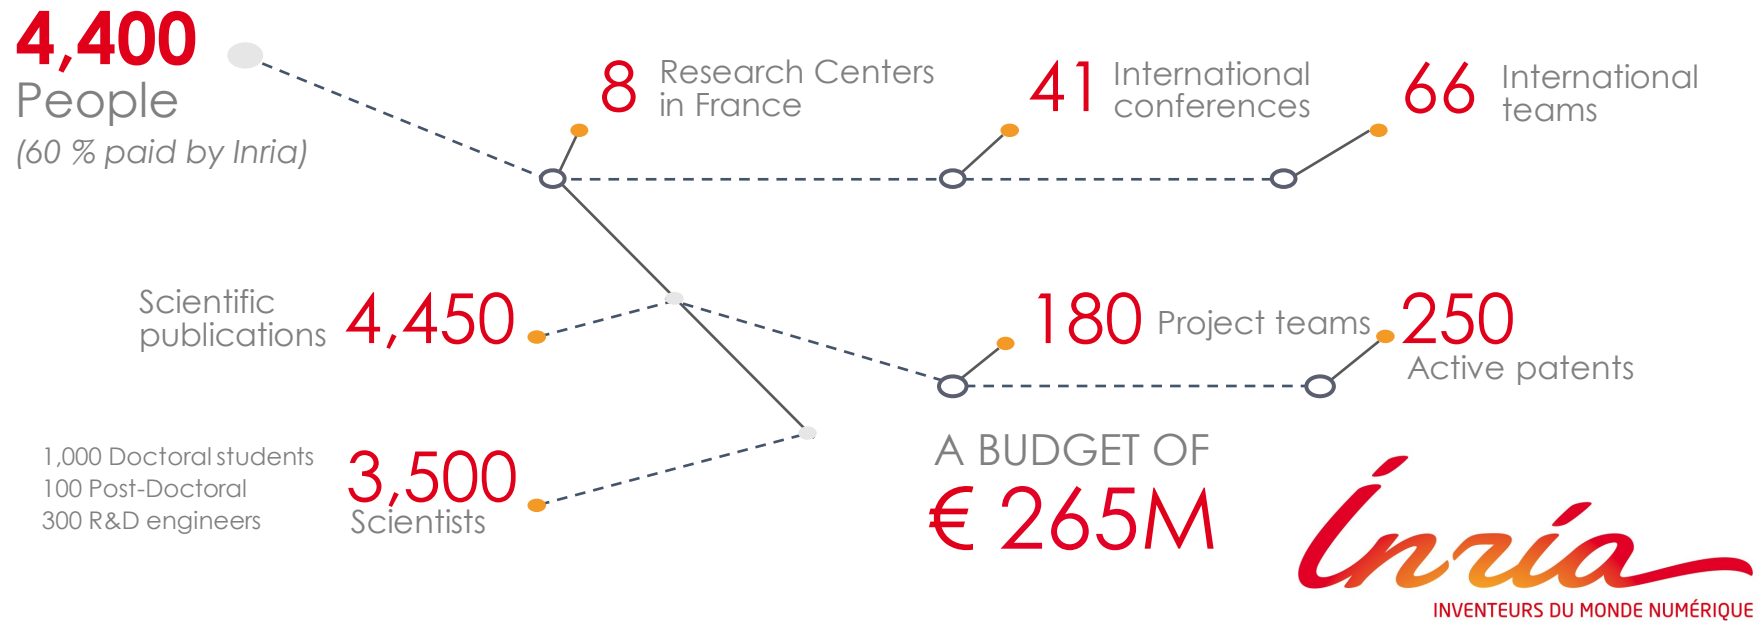 4,400
People
(60 % paid by Inria)
8
Research Centers
in France
41
International
conferences
66
International
teams
Scientific
publications
4,450
180
Project teams
250
Active patents
1,000 Doctoral students
100 Post-Doctoral
300 R&D engineers
3,500
Scientists
A BUDGET OF
€ 265M
Inria
INVENTEURS DU MONDE NUMÉRIQUE